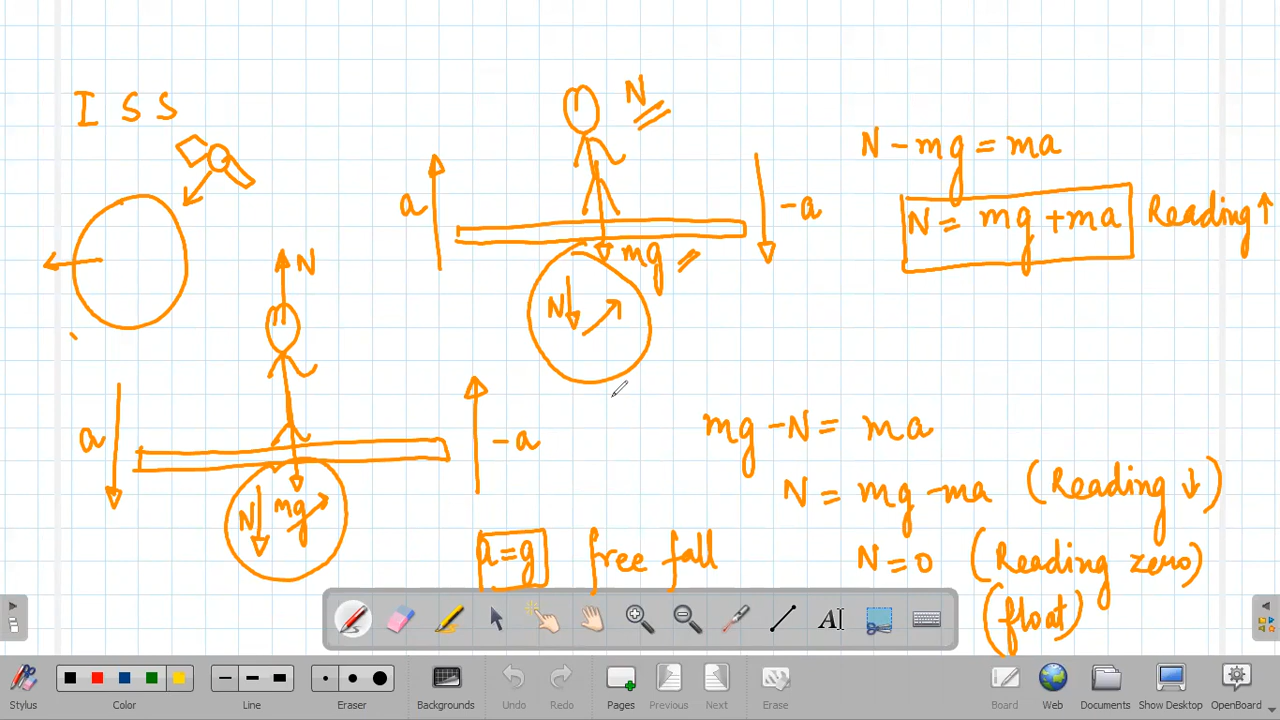 I S S
N
N - mg = ma
a
-a
N = mg + ma
Reading ↑
mg
N
N
a
-a
mg - N = ma
N = mg - ma (Reading ↓)
N
mg
a = g
free fall
N = 0 (Reading zero)
(float)
AI
Stylus
Color
Line
Eraser
Backgrounds
Undo
Redo
Pages
Previous
Next
Erase
Board
Web
Documents
Show Desktop
OpenBoard